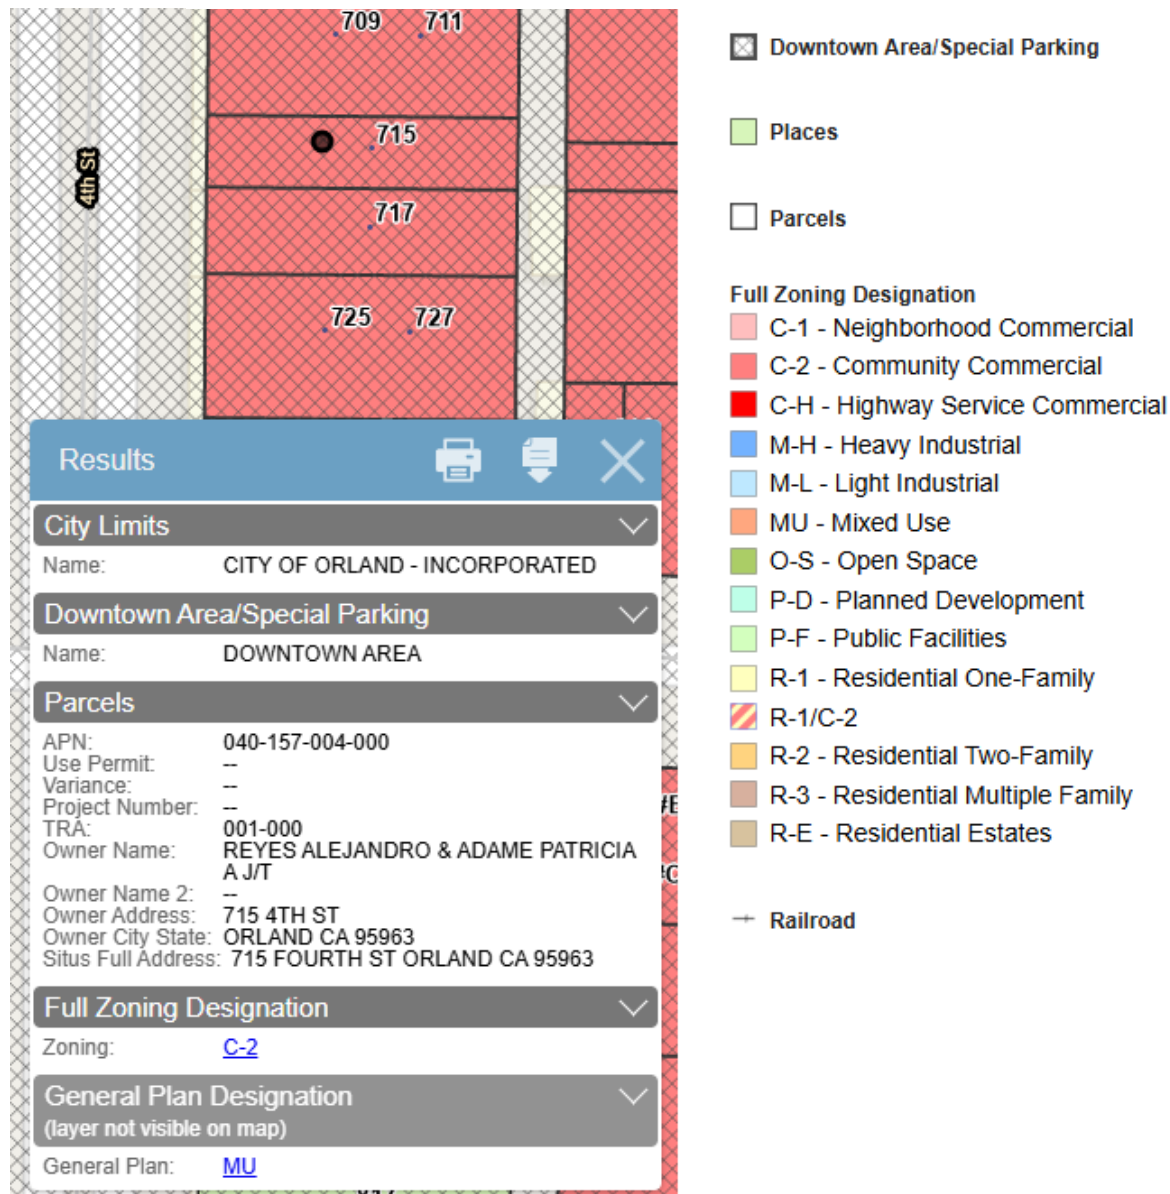 709 711
715
4th St
717
725 727
Results
City Limits
Name: CITY OF ORLAND - INCORPORATED
Downtown Area/Special Parking
Name: DOWNTOWN AREA
Parcels
APN: 040-157-004-000
Use Permit: --
Variance: --
Project Number: --
TRA: 001-000
Owner Name: REYES ALEJANDRO & ADAME PATRICIA
A J/T
Owner Name 2: --
Owner Address: 715 4TH ST
Owner City State: ORLAND CA 95963
Situs Full Address: 715 FOURTH ST ORLAND CA 95963
Full Zoning Designation
Zoning: C-2
General Plan Designation
(layer not visible on map)
General Plan: MU
Downtown Area/Special Parking
Places
Parcels
Full Zoning Designation
C-1 - Neighborhood Commercial
C-2 - Community Commercial
C-H - Highway Service Commercial
M-H - Heavy Industrial
M-L - Light Industrial
MU - Mixed Use
O-S - Open Space
P-D - Planned Development
P-F - Public Facilities
R-1 - Residential One-Family
R-1/C-2
R-2 - Residential Two-Family
R-3 - Residential Multiple Family
R-E - Residential Estates
Railroad